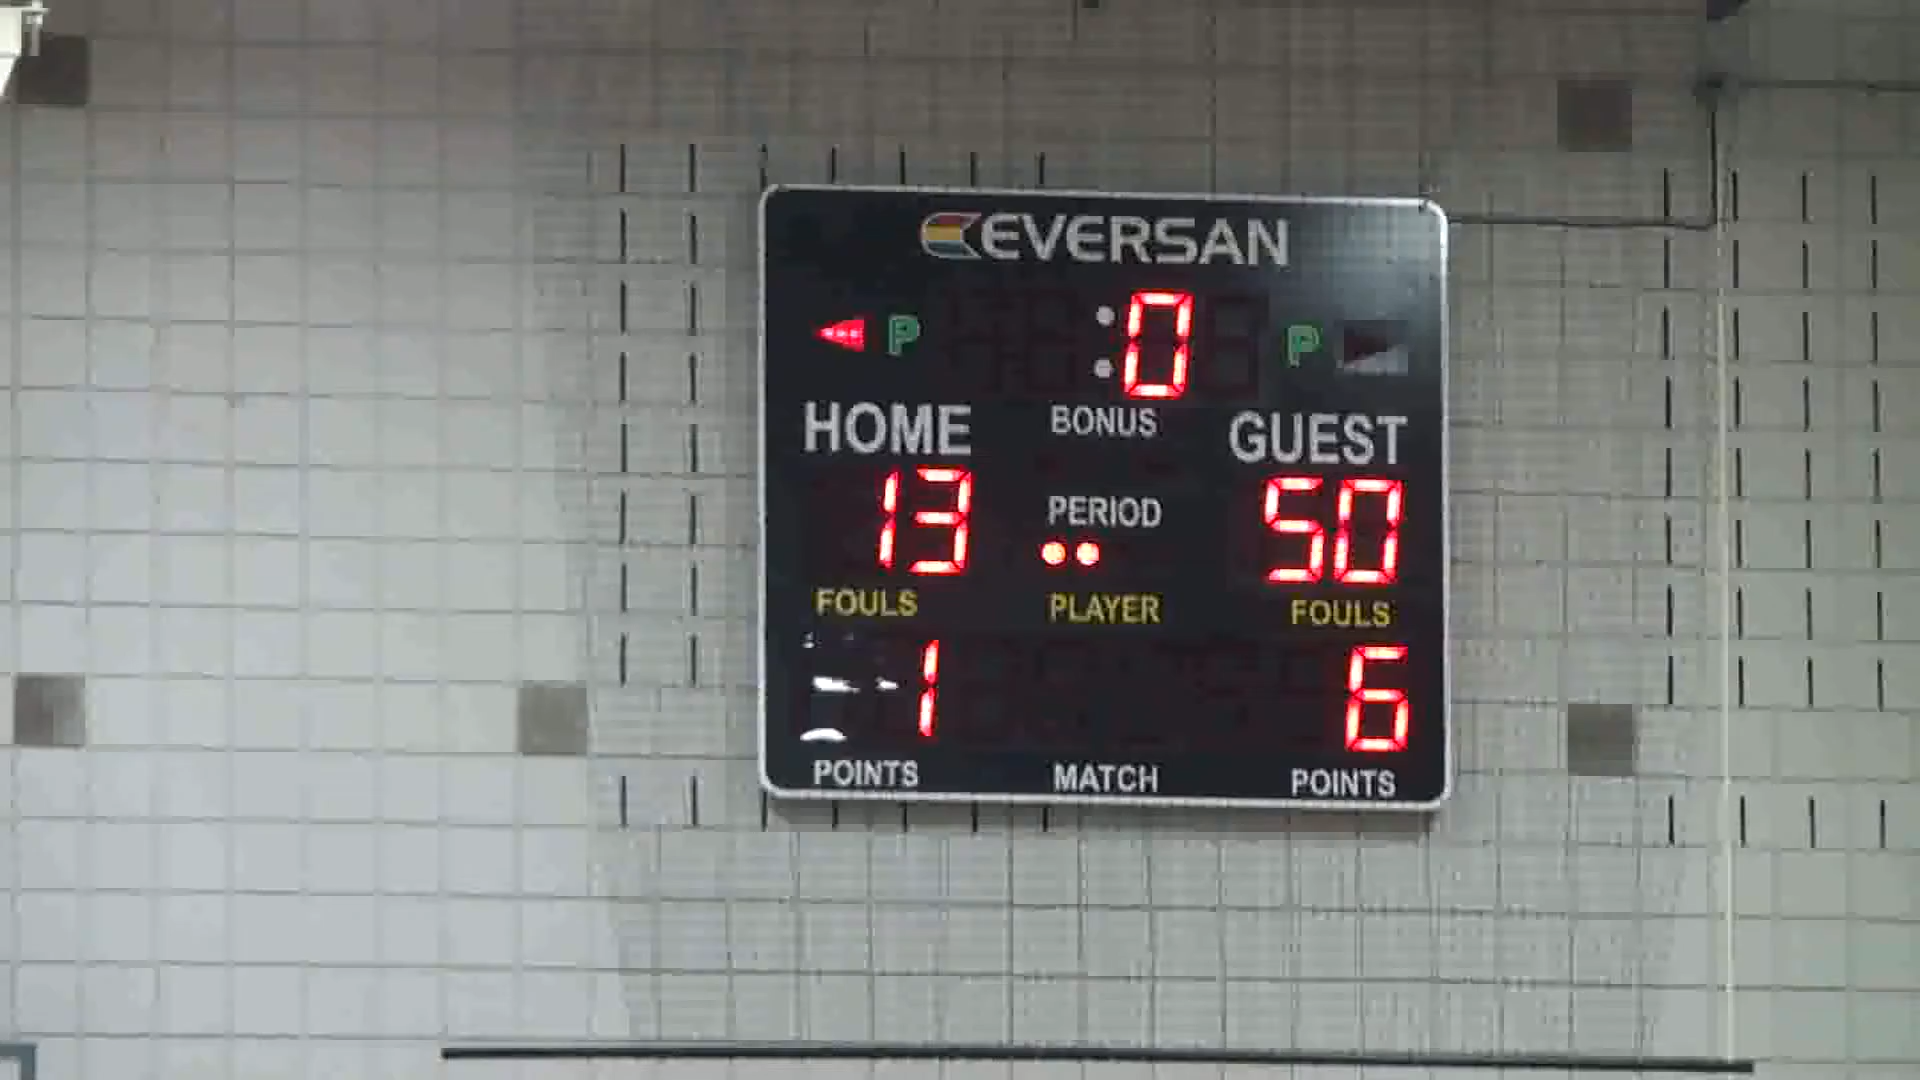 EVERSAN
P :0 P
HOME BONUS GUEST
13 PERIOD 50
FOULS PLAYER FOULS
1 6
POINTS MATCH POINTS